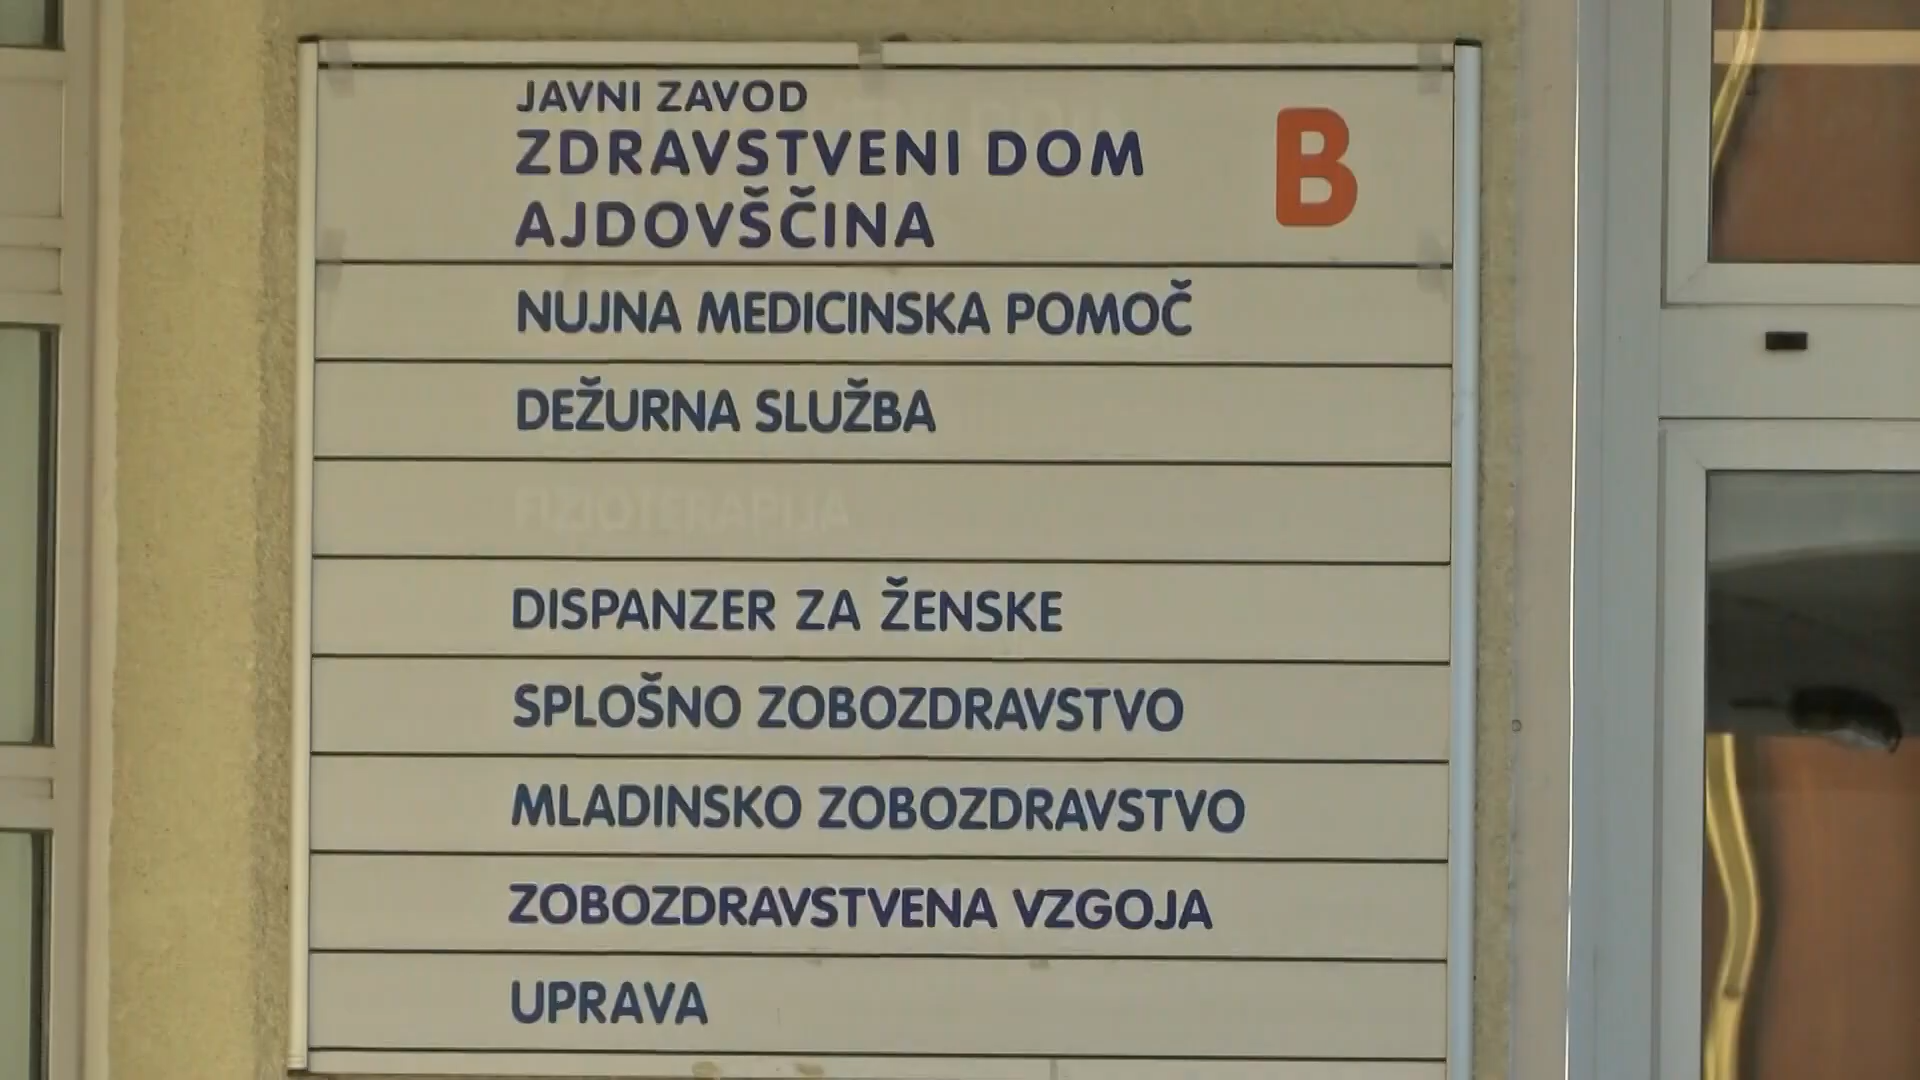 JAVNI ZAVOD
ZDRAVSTVENI DOM
AJDOVŠČINA
B
NUJNA MEDICINSKA POMOČ
DEŽURNA SLUŽBA
FIZIOTERAPIJA
DISPANZER ZA ŽENSKE
SPLOŠNO ZOBOZDRAVSTVO
MLADINSKO ZOBOZDRAVSTVO
ZOBOZDRAVSTVENA VZGOJA
UPRAVA